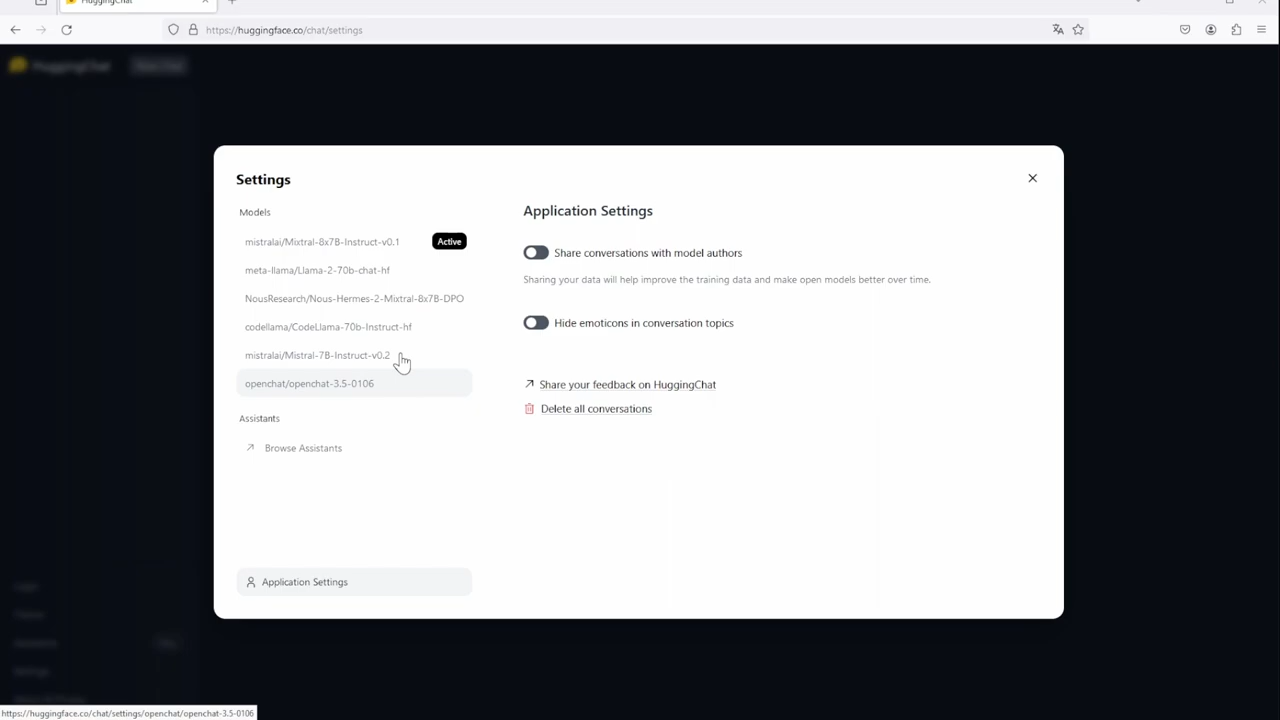 HuggingChat
https://huggingface.co/chat/settings
HuggingChat
Settings
Models
mistralai/Mixtral-8x7B-Instruct-v0.1
Active
meta-llama/Llama-2-70b-chat-hf
NousResearch/Nous-Hermes-2-Mixtral-8x7B-DPO
codellama/CodeLlama-70b-Instruct-hf
mistralai/Mistral-7B-Instruct-v0.2
openchat/openchat-3.5-0106
Assistants
Browse Assistants
Application Settings
Application Settings
Share conversations with model authors
Sharing your data will help improve the training data and make open models better over time.
Hide emoticons in conversation topics
Share your feedback on HuggingChat
Delete all conversations
Settings
https://huggingface.co/chat/settings/openchat/openchat-3.5-0106